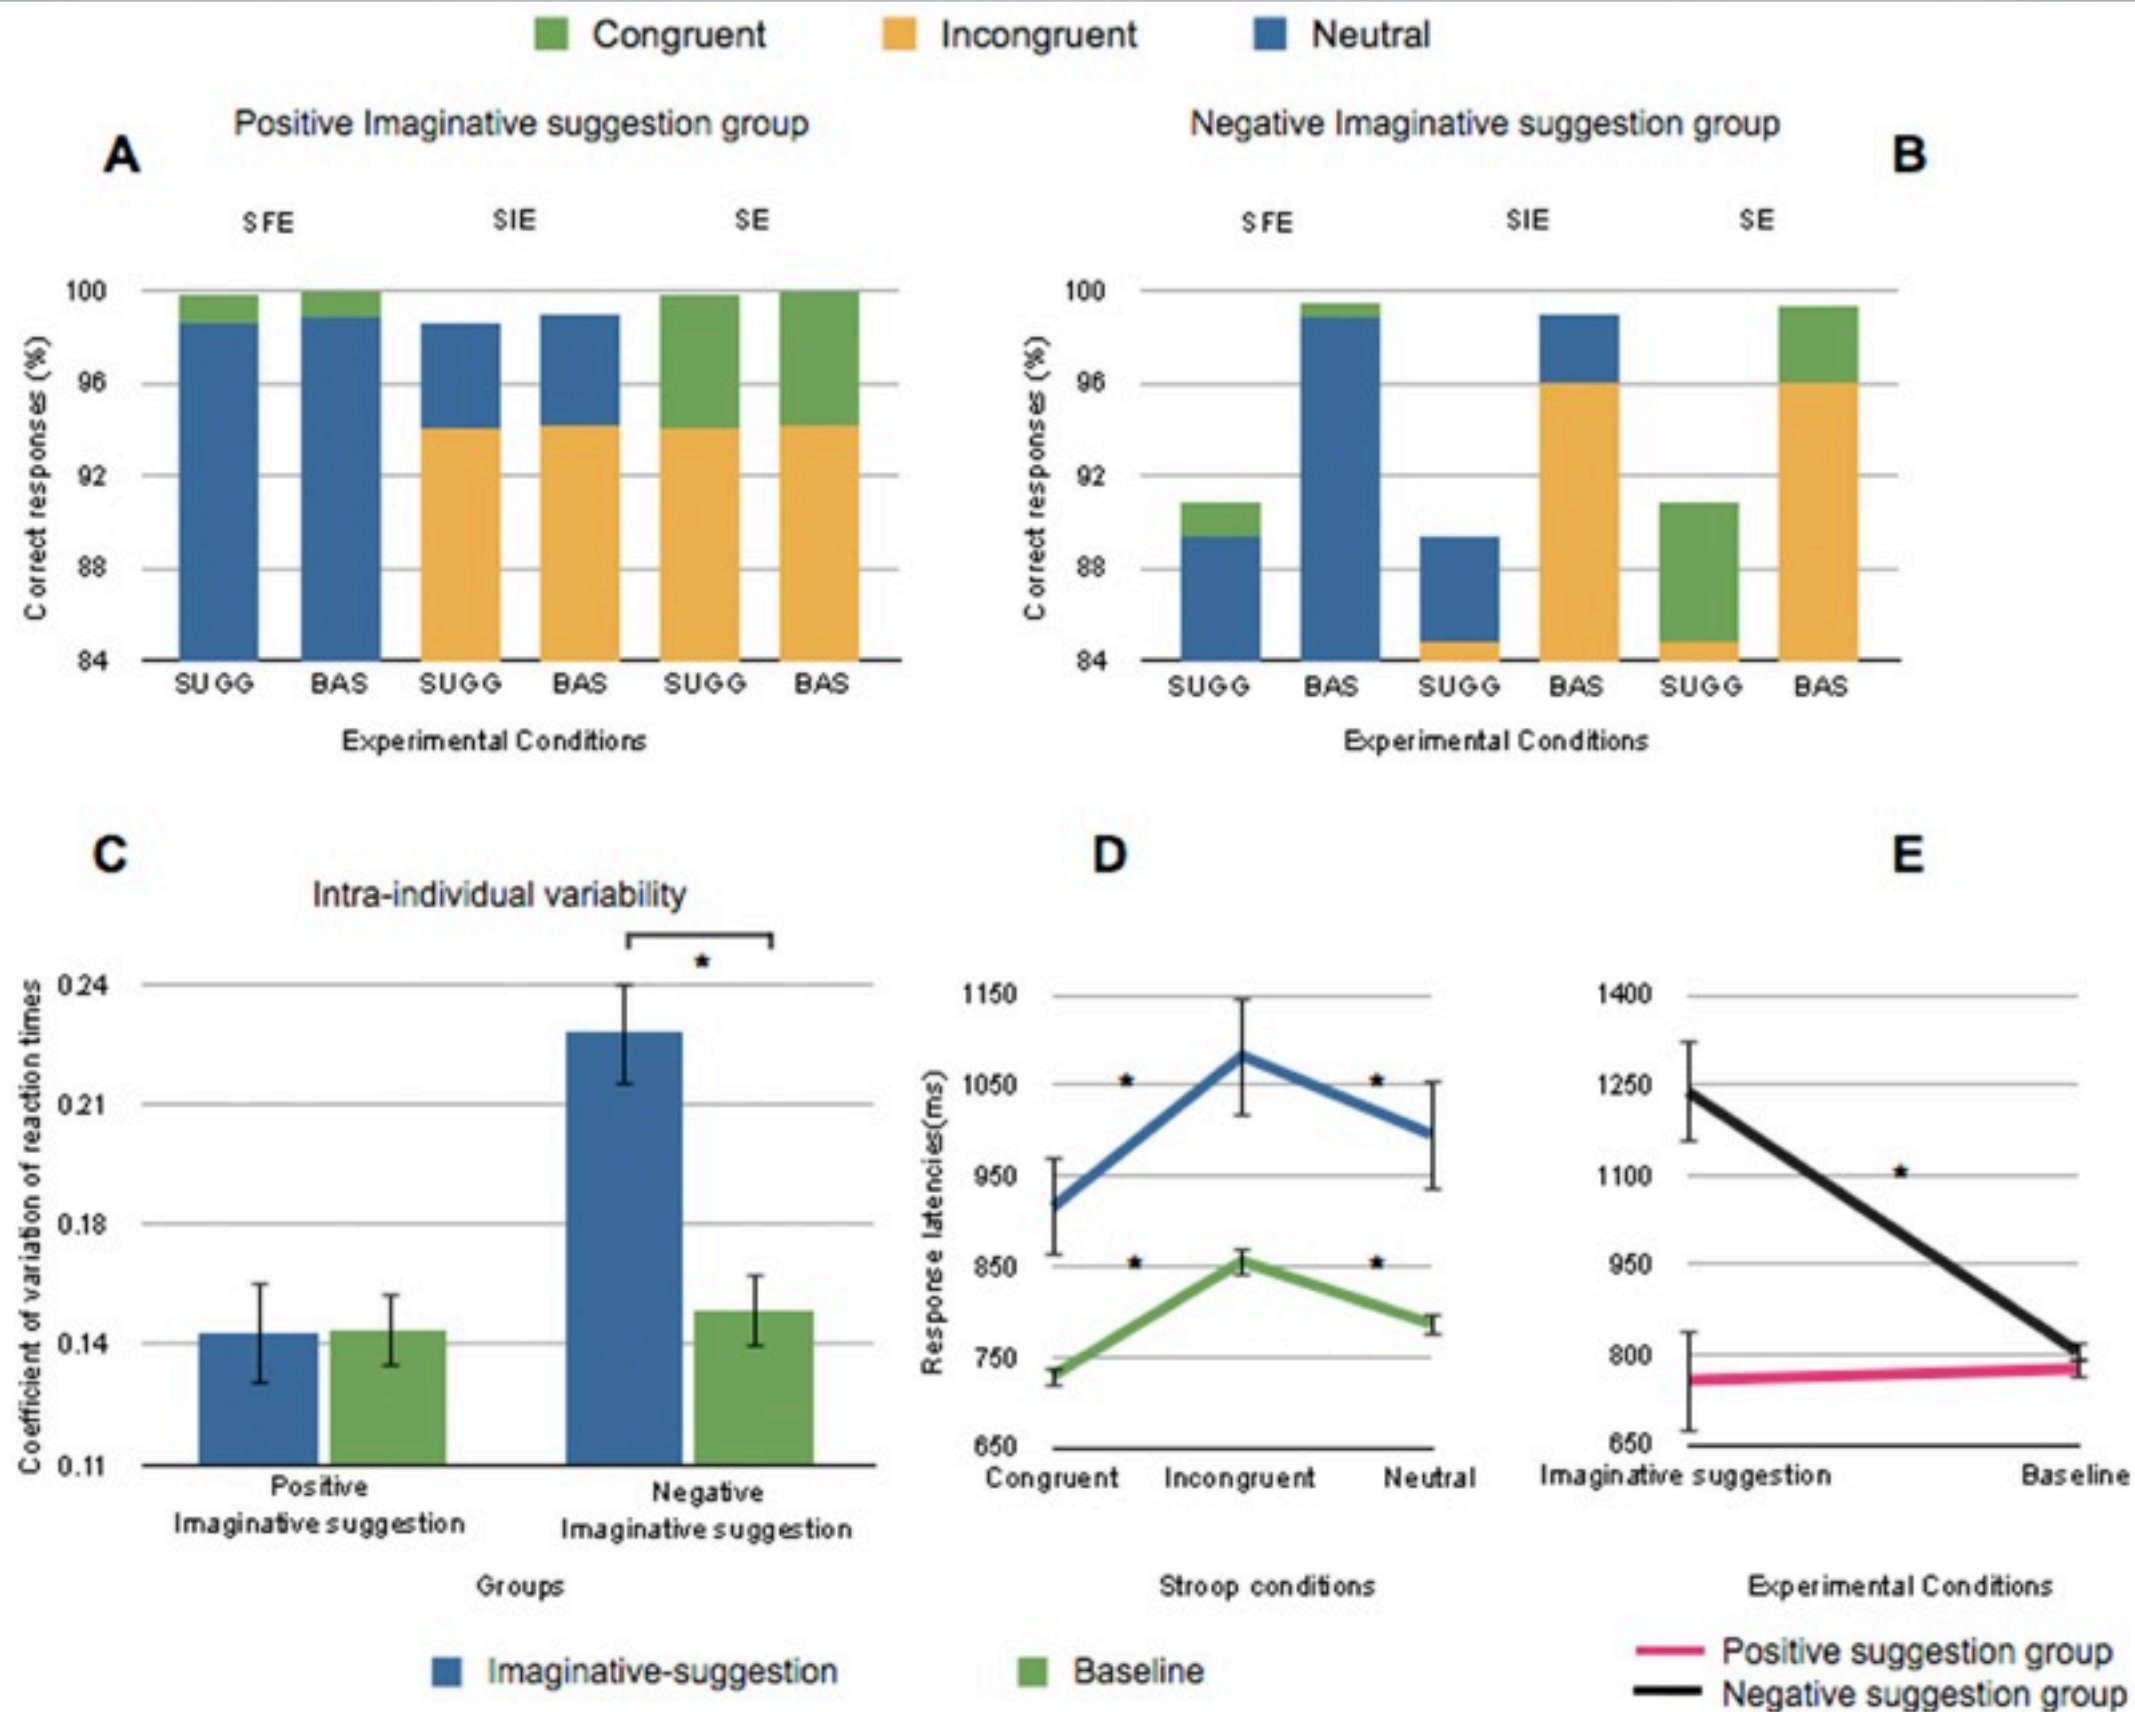 Congruent Incongruent Neutral
Positive Imaginative suggestion group
A
SFE SIE SE
Correct responses (%)
100
96
92
88
84
SUGG BAS SUGG BAS SUGG BAS
Experimental Conditions
Negative Imaginative suggestion group
B
SFE SIE SE
Correct responses (%)
100
96
92
88
84
SUGG BAS SUGG BAS SUGG BAS
Experimental Conditions
C
Intra-individual variability
*
Coefficient of variation of reaction times
0.24
0.21
0.18
0.14
0.11
Positive
Imaginative suggestion
Negative
Imaginative suggestion
Groups
D
Response latencies(ms)
1150
1050
950
850
750
650
* *
* *
Congruent Incongruent Neutral
Stroop conditions
E
1400
1250
1100
950
800
650
*
Imaginative suggestion Baseline
Experimental Conditions
Imaginative-suggestion Baseline
Positive suggestion group
Negative suggestion group